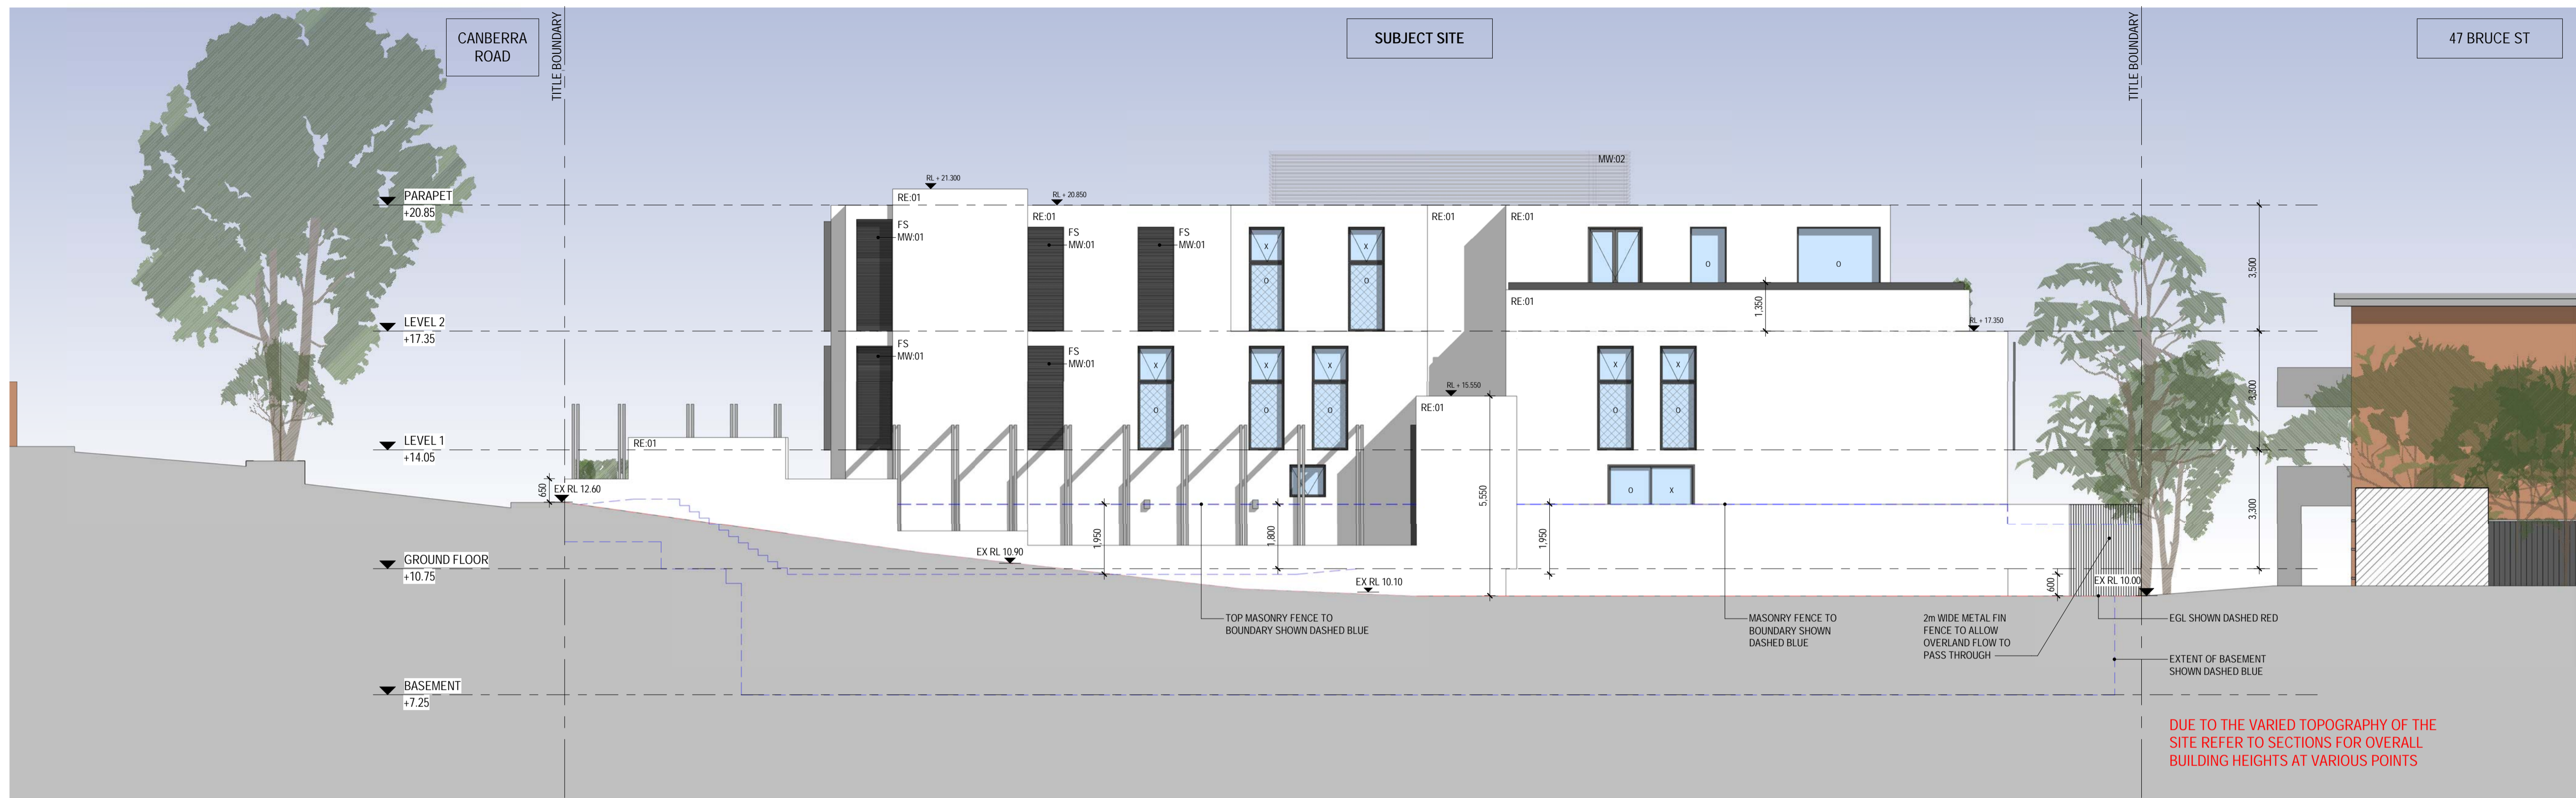 CANBERRA
ROAD
TITLE BOUNDARY
SUBJECT SITE
TITLE BOUNDARY
47 BRUCE ST
MW:02
RL + 21.300
RL + 20.850
PARAPET
+20.85
RE:01
RE:01
RE:01
RE:01
FS
MW:01
FS
MW:01
FS
MW:01
X
X
O
O
O
O
3,500
RE:01
1,350
LEVEL 2
+17.35
RL + 17.350
FS
MW:01
FS
MW:01
X
X
X
X
X
O
O
O
O
O
3,300
RL + 15.550
RE:01
LEVEL 1
+14.05
RE:01
650
EX RL 12.60
O
X
5,550
1,950
1,800
1,950
3,300
EX RL 10.90
GROUND FLOOR
+10.75
EX RL 10.10
600
EX RL 10.00
TOP MASONRY FENCE TO
BOUNDARY SHOWN DASHED BLUE
MASONRY FENCE TO
BOUNDARY SHOWN
DASHED BLUE
2m WIDE METAL FIN
FENCE TO ALLOW
OVERLAND FLOW TO
PASS THROUGH
EGL SHOWN DASHED RED
EXTENT OF BASEMENT
SHOWN DASHED BLUE
BASEMENT
+7.25
DUE TO THE VARIED TOPOGRAPHY OF THE
SITE REFER TO SECTIONS FOR OVERALL
BUILDING HEIGHTS AT VARIOUS POINTS